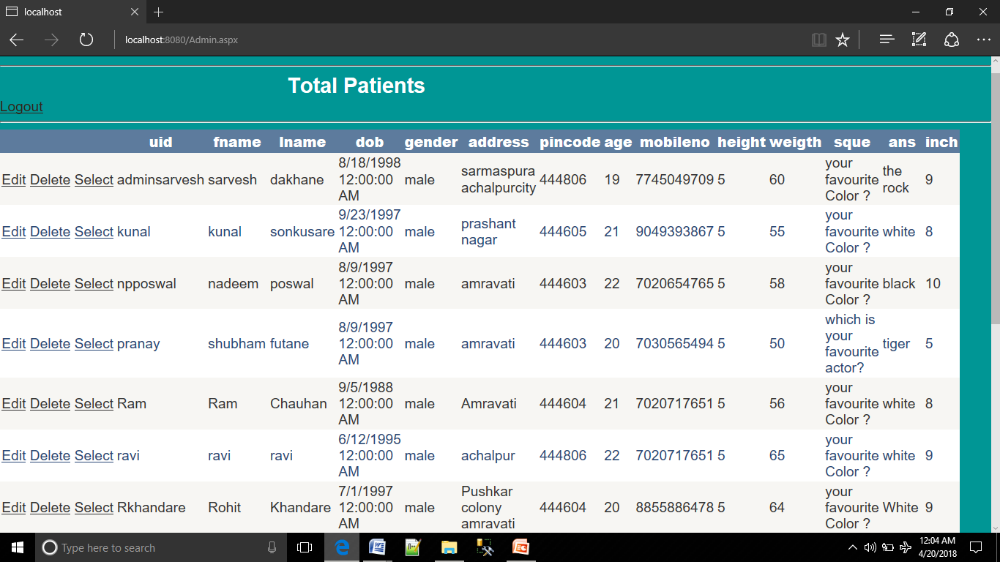 localhost
localhost:8080/Admin.aspx
Total Patients
Logout
uid fname lname dob gender address pincode age mobileno height weigth sque ans inch
Edit Delete Select adminsarvesh sarvesh dakhane 8/18/1998 12:00:00 AM male sarmaspura achalpurcity 444806 19 7745049709 5 60 your favourite Color ? the rock 9
Edit Delete Select kunal kunal sonkusare 9/23/1997 12:00:00 AM male prashant nagar 444605 21 9049393867 5 55 your favourite Color ? white 8
Edit Delete Select npposwal nadeem poswal 8/9/1997 12:00:00 AM male amravati 444603 22 7020654765 5 58 your favourite Color ? black 10
Edit Delete Select pranay shubham futane 8/9/1997 12:00:00 AM male amravati 444603 20 7030565494 5 50 which is your favourite actor? tiger 5
Edit Delete Select Ram Ram Chauhan 9/5/1988 12:00:00 AM male Amravati 444604 21 7020717651 5 56 your favourite Color ? white 8
Edit Delete Select ravi ravi ravi 6/12/1995 12:00:00 AM male achalpur 444806 22 7020717651 5 65 your favourite Color ? white 9
Edit Delete Select Rkhandare Rohit Khandare 7/1/1997 12:00:00 AM male Pushkar colony amravati 444604 20 8855886478 5 64 your favourite Color ? White 9
Type here to search
12:04 AM
4/20/2018